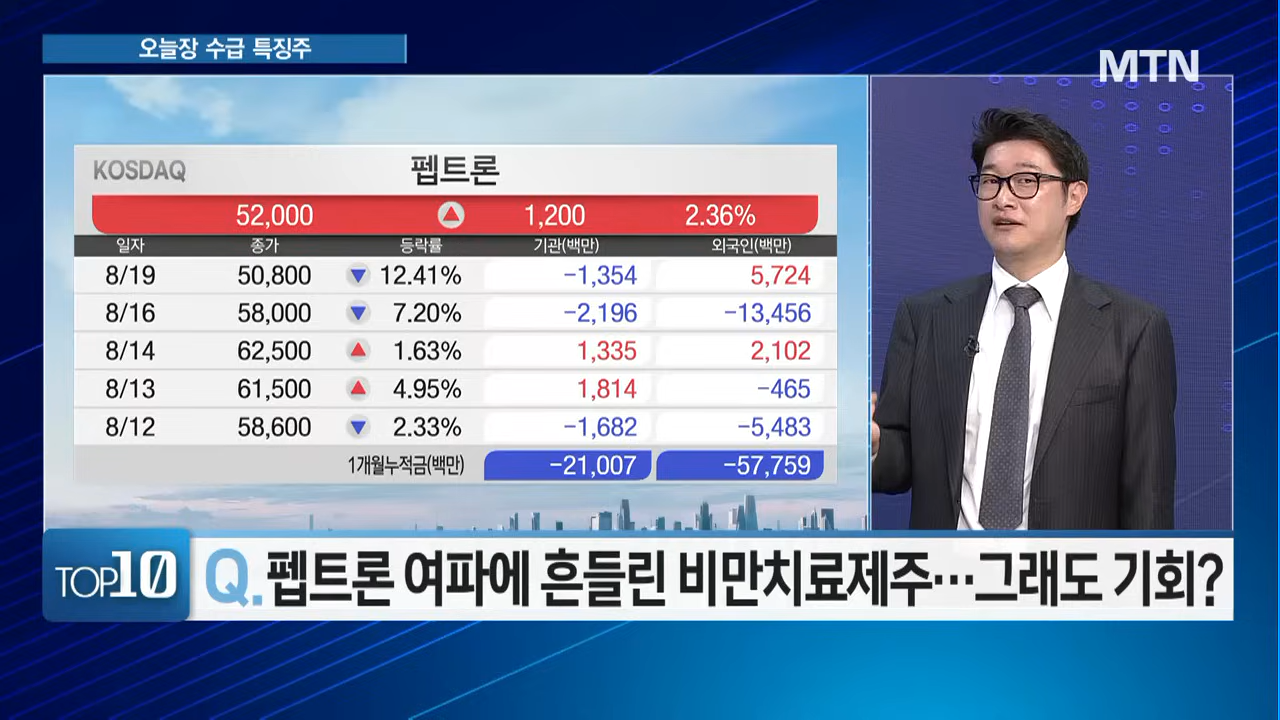 오늘장 수급 특징주
MTN
KOSDAQ 펩트론
52,000 ▲ 1,200 2.36%
일자 종가 등락률 기관(백만) 외국인(백만)
8/19 50,800 ▼ 12.41% -1,354 5,724
8/16 58,000 ▼ 7.20% -2,196 -13,456
8/14 62,500 ▲ 1.63% 1,335 2,102
8/13 61,500 ▲ 4.95% 1,814 -465
8/12 58,600 ▼ 2.33% -1,682 -5,483
1개월누적금(백만) -21,007 -57,759
TOP10 Q. 펩트론 여파에 흔들린 비만치료제주…그래도 기회?